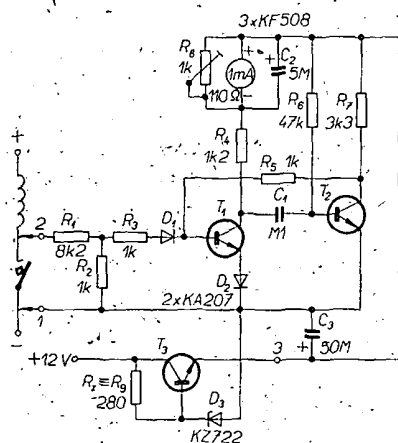 3xKF508
R8
1k
+
1mA
110Ω
-
+
C2
5M
R6
47k
R7
3k3
R4
1k2
R5 1k
T2
+
2
R1
8k2
R3
1k
D1
T1
C1
M1
R2
1k
D2
2xKA207
1
-
T3
C3
+
50M
+12 V
3
Rx≡R9
280
D3
KZ722